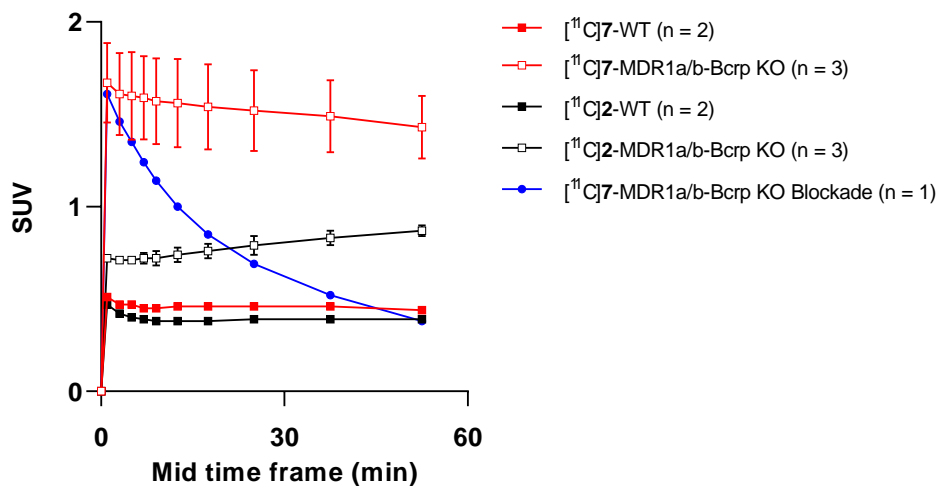 2
1
0
SUV
0
30
60
Mid time frame (min)
[¹¹C]7-WT (n = 2)
[¹¹C]7-MDR1a/b-Bcrp KO (n = 3)
[¹¹C]2-WT (n = 2)
[¹¹C]2-MDR1a/b-Bcrp KO (n = 3)
[¹¹C]7-MDR1a/b-Bcrp KO Blockade (n = 1)